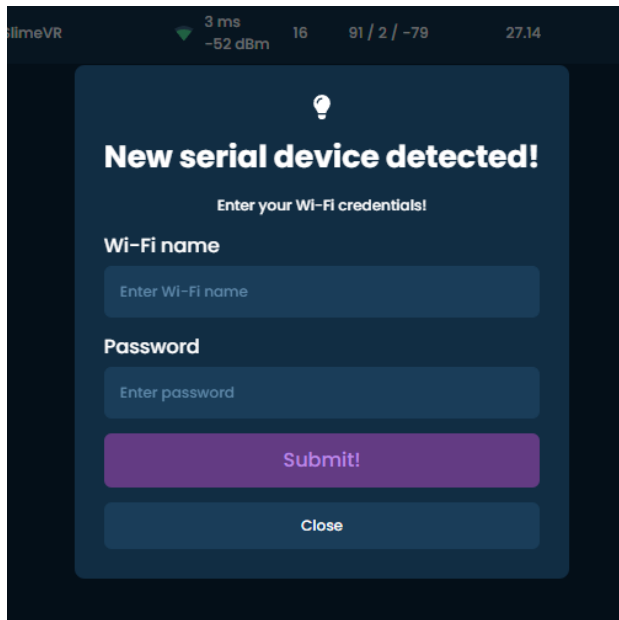 SlimeVR 3 ms 16 91 / 2 / -79 27.14
-52 dBm
New serial device detected!
Enter your Wi-Fi credentials!
Wi-Fi name
Enter Wi-Fi name
Password
Enter password
Submit!
Close